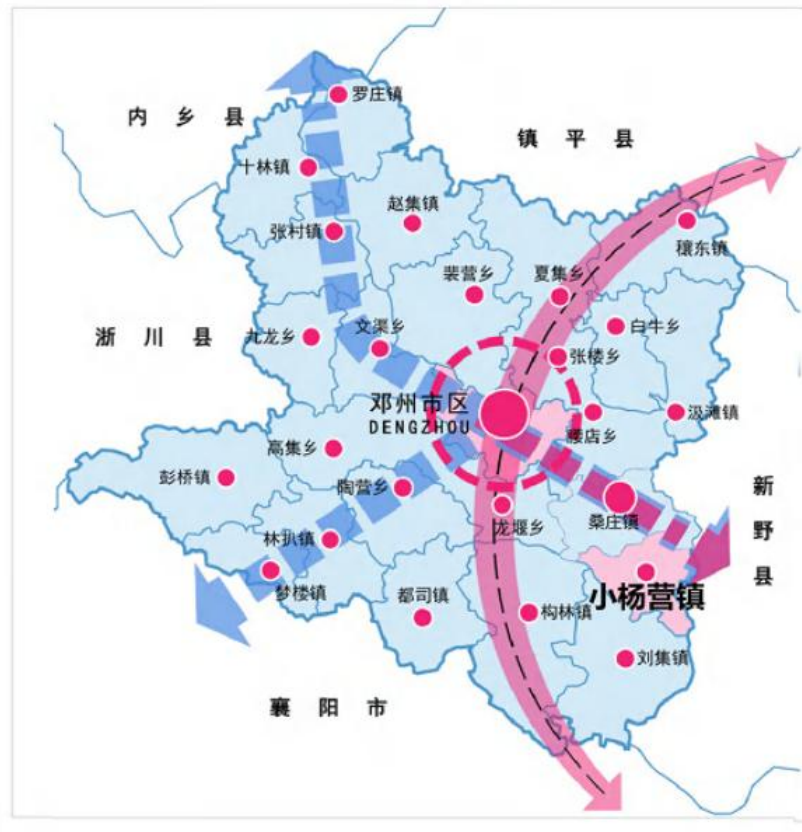 罗庄镇
内乡县
镇平县
十林镇
赵集镇
张村镇
穰东镇
裴营乡
夏集乡
白牛乡
文渠乡
淅川县
九龙乡
张楼乡
邓州市区
DENGZHOU
汲滩镇
腰店乡
高集乡
彭桥镇
陶营乡
新野县
桑庄镇
龙堰乡
林扒镇
梦楼镇
都司镇
小杨营镇
构林镇
刘集镇
襄阳市